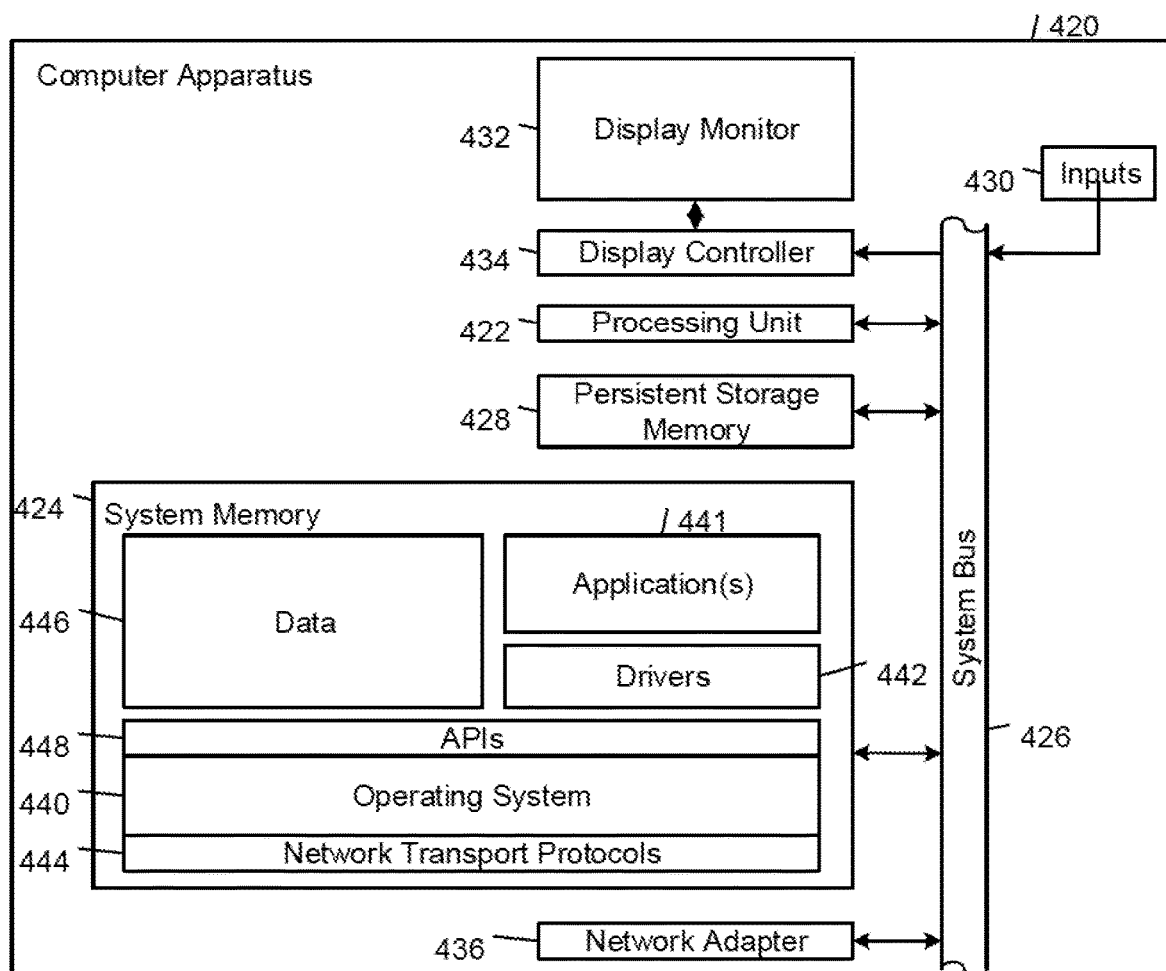 420
Computer Apparatus
432
Display Monitor
430
Inputs
434
Display Controller
422
Processing Unit
428
Persistent Storage
Memory
424
System Memory
441
446
Data
Application(s)
Drivers
442
System Bus
426
448
APIs
440
Operating System
444
Network Transport Protocols
436
Network Adapter